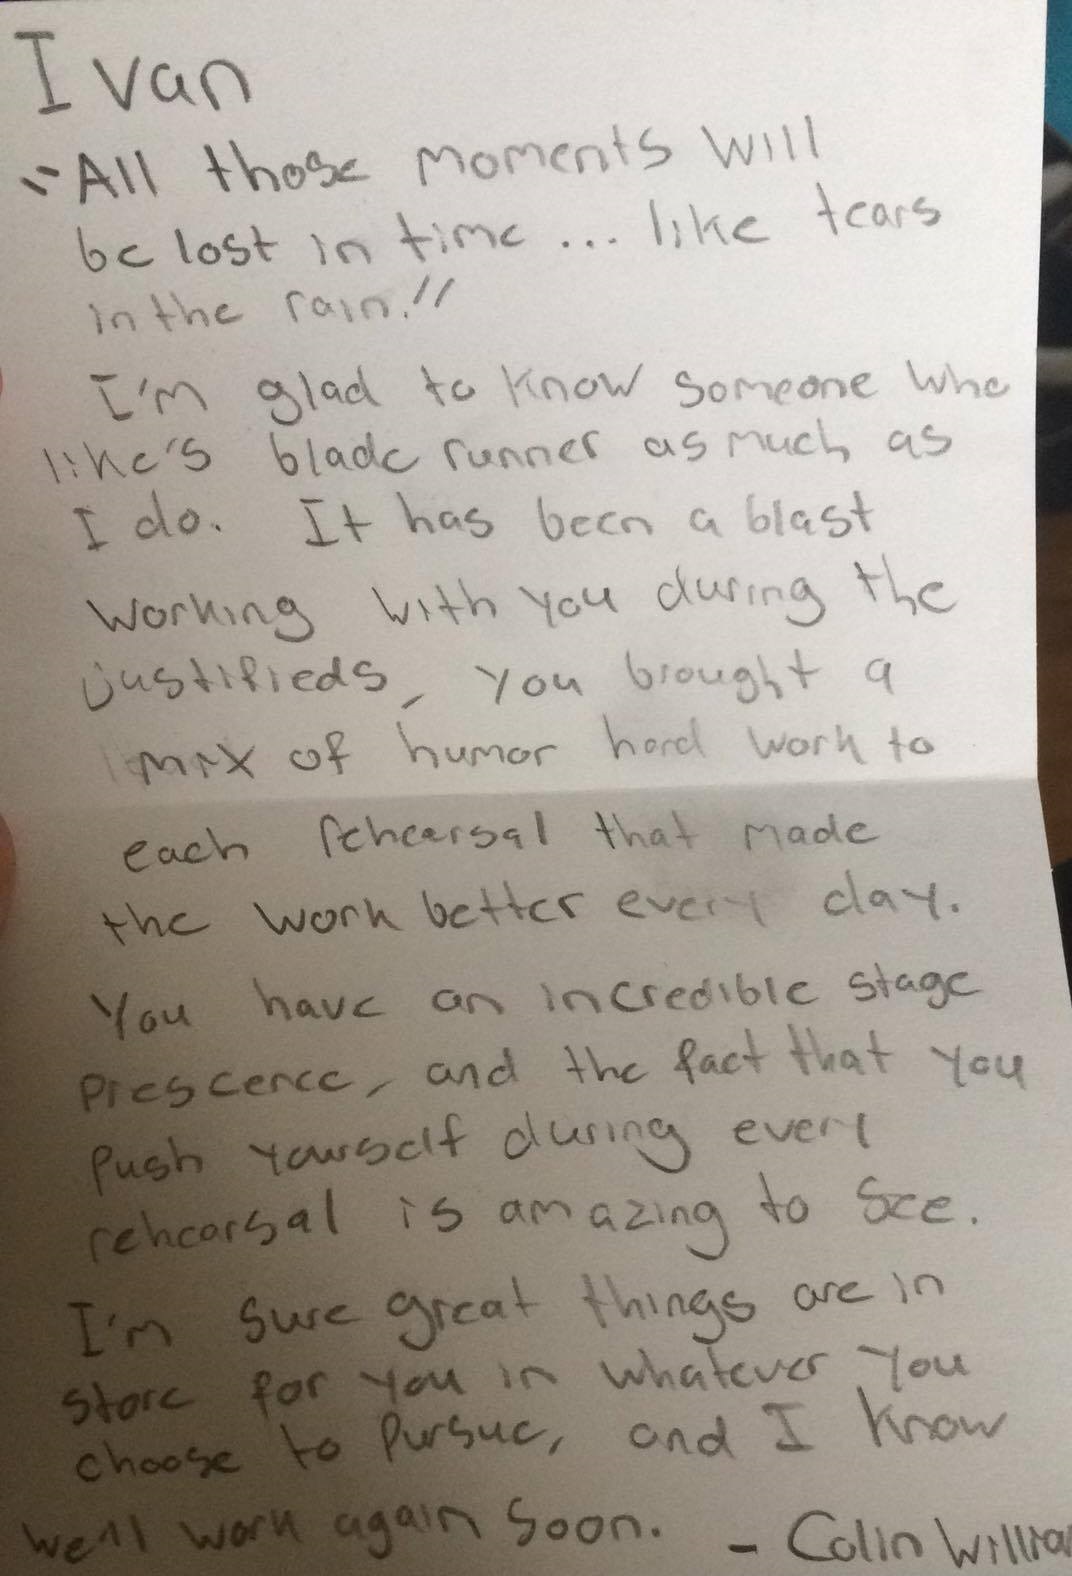 Ivan
"All those moments will
be lost in time ... like tears
in the rain."
I'm glad to know someone who
like's blade runner as much as
I do. It has been a blast
working with you during the
justifieds, you brought a
mix of humor hard work to
each rehearsal that made
the work better every day.
You have an incredible stage
prescence, and the fact that you
push yourself during every
rehearsal is amazing to see.
I'm sure great things are in
store for you in whatever you
choose to pursue, and I know
we'll work again soon. - Colin